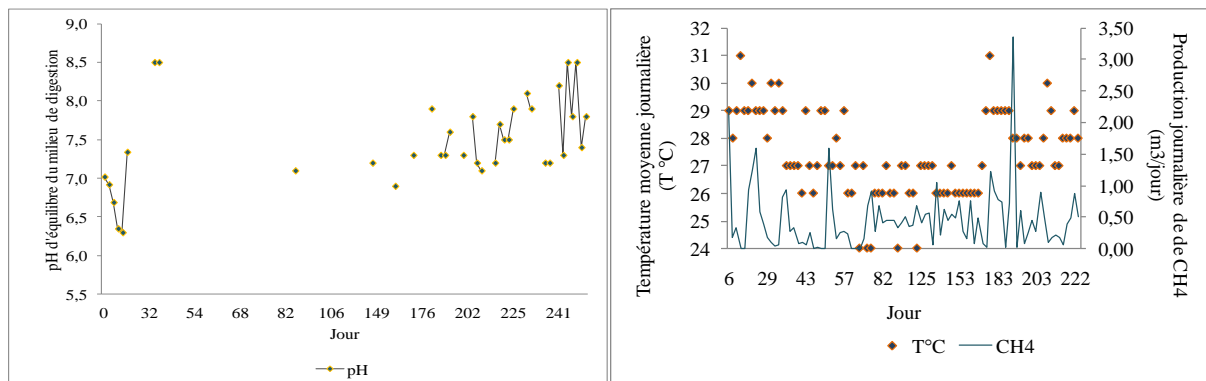 9,0
8,5
8,0
7,5
7,0
6,5
6,0
5,5
pH d'équilibre du milieu de digestion
0 32 54 68 82 106 149 176 202 225 241
Jour
pH
32
31
30
29
28
27
26
25
24
Température moyenne journalière
(T °C)
3,50
3,00
2,50
2,00
1,50
1,00
0,50
0,00
Production journalière de de CH4
(m3/jour)
6 29 43 57 82 125 153 183 203 222
Jour
T°C CH4